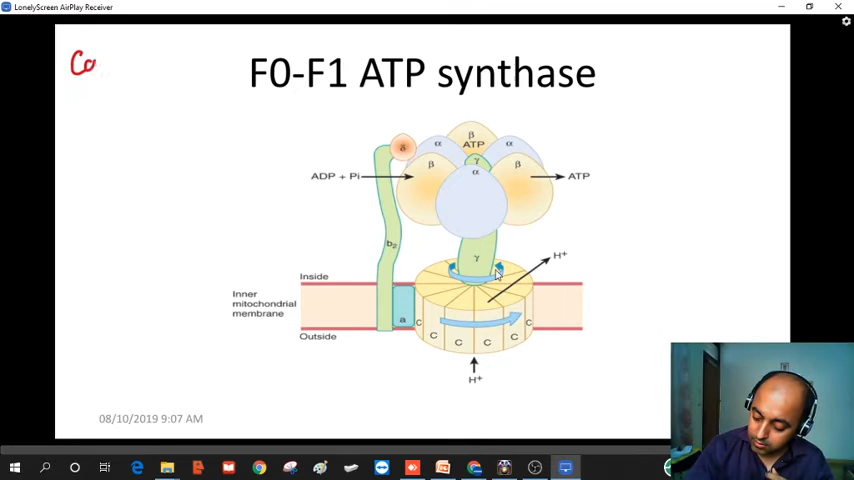 LonelyScreen AirPlay Receiver
Co
F0-F1 ATP synthase
β
ATP
δ
α
α
γ
β
α
β
ADP + Pi
ATP
b2
γ
H+
Inside
Inner
mitochondrial
membrane
a
C
C
C
C
C
C
Outside
H+
08/10/2019 9:07 AM